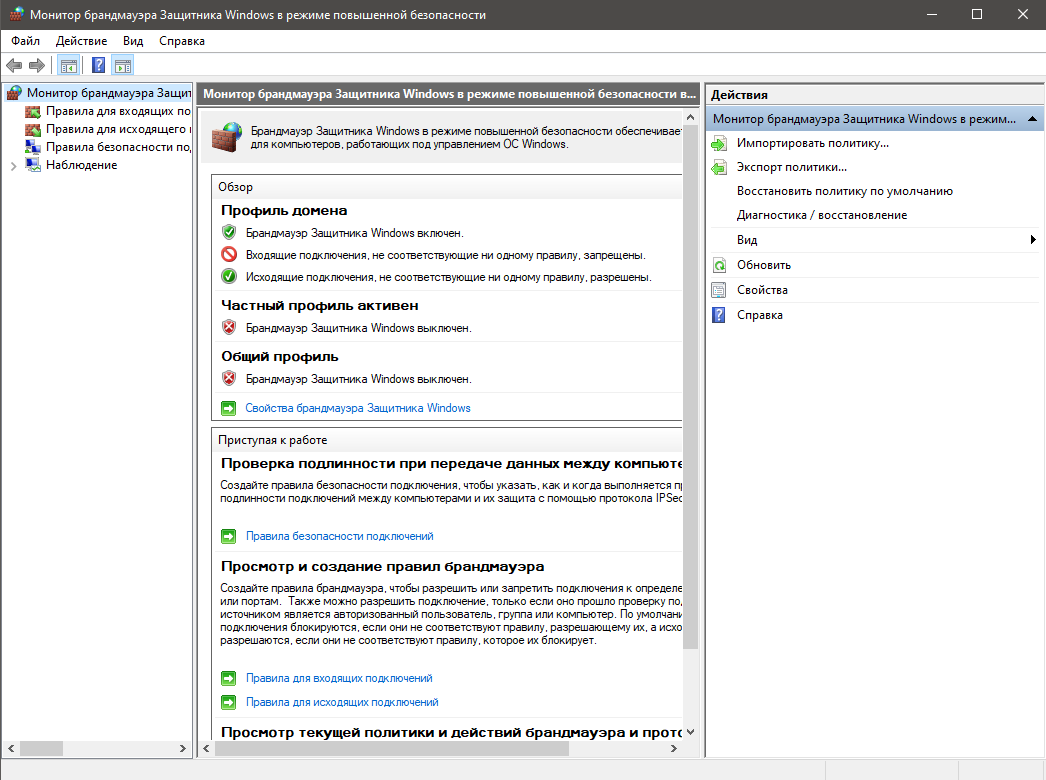 Монитор брандмауэра Защитника Windows в режиме повышенной безопасности
Файл Действие Вид Справка
Монитор брандмауэра Защит
Правила для входящих по
Правила для исходящего
Правила безопасности по
Наблюдение
Монитор брандмауэра Защитника Windows в режиме повышенной безопасности в...
Брандмауэр Защитника Windows в режиме повышенной безопасности обеспечивает
для компьютеров, работающих под управлением ОС Windows.
Обзор
Профиль домена
Брандмауэр Защитника Windows включен.
Входящие подключения, не соответствующие ни одному правилу, запрещены.
Исходящие подключения, не соответствующие ни одному правилу, разрешены.
Частный профиль активен
Брандмауэр Защитника Windows выключен.
Общий профиль
Брандмауэр Защитника Windows выключен.
Свойства брандмауэра Защитника Windows
Приступая к работе
Проверка подлинности при передаче данных между компьюте
Создайте правила безопасности подключения, чтобы указать, как и когда выполняется п
подлинности подключений между компьютерами и их защита с помощью протокола IPSec
Правила безопасности подключений
Просмотр и создание правил брандмауэра
Создайте правила брандмауэра, чтобы разрешить или запретить подключения к определе
или портам. Также можно разрешить подключение, только если оно прошло проверку под
источником является авторизованный пользователь, группа или компьютер. По умолчани
подключения блокируются, если они не соответствуют правилу, разрешающему их, а исхо
разрешаются, если они не соответствуют правилу, которое их блокирует.
Правила для входящих подключений
Правила для исходящих подключений
Просмотр текущей политики и действий брандмауэра и прото
Действия
Монитор брандмауэра Защитника Windows в режим...
Импортировать политику...
Экспорт политики...
Восстановить политику по умолчанию
Диагностика / восстановление
Вид
Обновить
Свойства
Справка